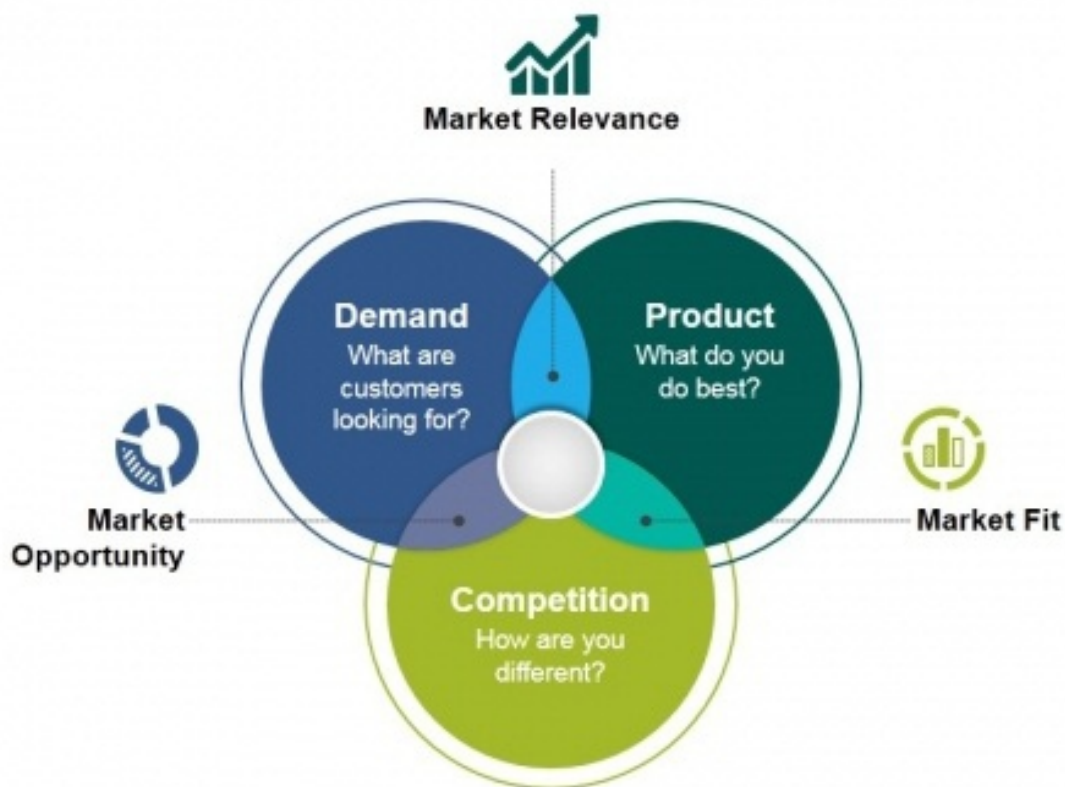 Market Relevance
Demand
What are
customers
looking for?
Product
What do you
do best?
Market
Opportunity
Market Fit
Competition
How are you
different?